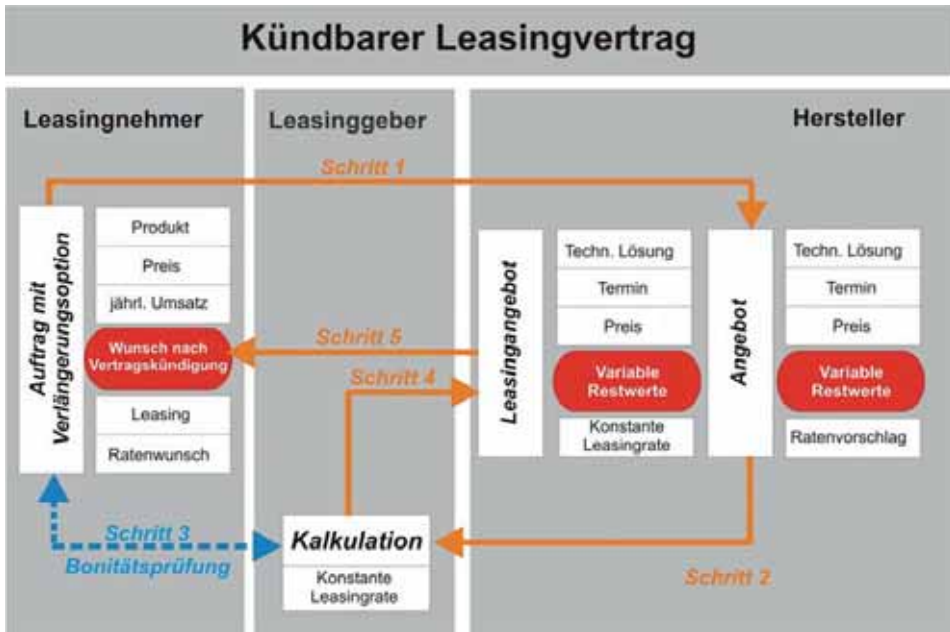 Kündbarer Leasingvertrag
Leasingnehmer
Leasinggeber
Hersteller
Schritt 1
Auftrag mit
Verlängerungsoption
Produkt
Preis
jährl. Umsatz
Wunsch nach
Vertragskündigung
Leasing
Ratenwunsch
Schritt 5
Schritt 4
Leasingangebot
Techn. Lösung
Termin
Preis
Variable
Restwerte
Konstante
Leasingrate
Angebot
Techn. Lösung
Termin
Preis
Variable
Restwerte
Ratenvorschlag
Schritt 3
Bonitätsprüfung
Kalkulation
Konstante
Leasingrate
Schritt 2